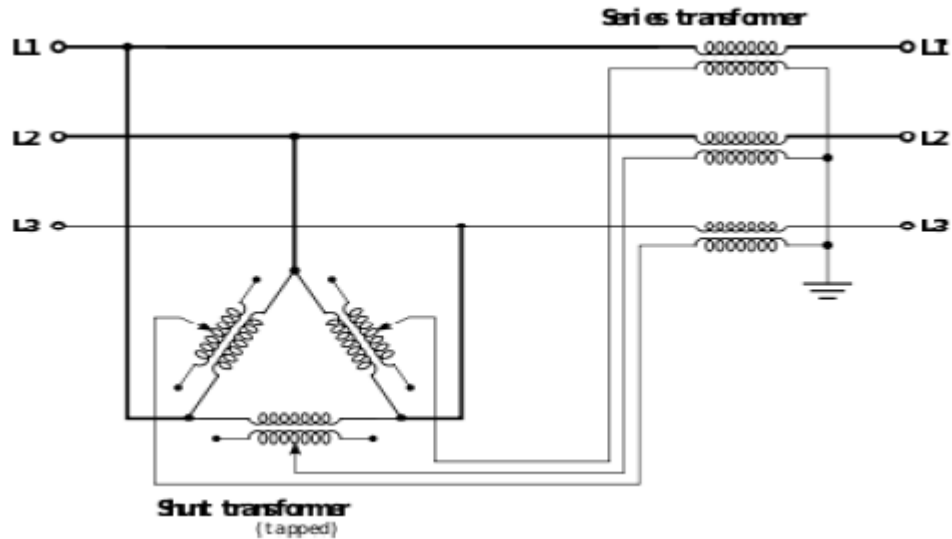 Series transformer
L1 L1
L2 L2
L3 L3
Shunt transformer
(tapped)